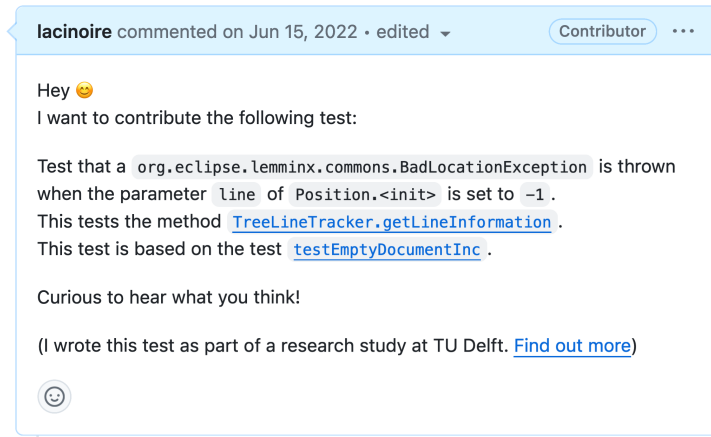 lacinoire commented on Jun 15, 2022 • edited
Contributor
Hey 😊
I want to contribute the following test:
Test that a org.eclipse.lemminx.commons.BadLocationException is thrown
when the parameter line of Position.<init> is set to -1.
This tests the method TreeLineTracker.getLineInformation.
This test is based on the test testEmptyDocumentInc.
Curious to hear what you think!
(I wrote this test as part of a research study at TU Delft. Find out more)